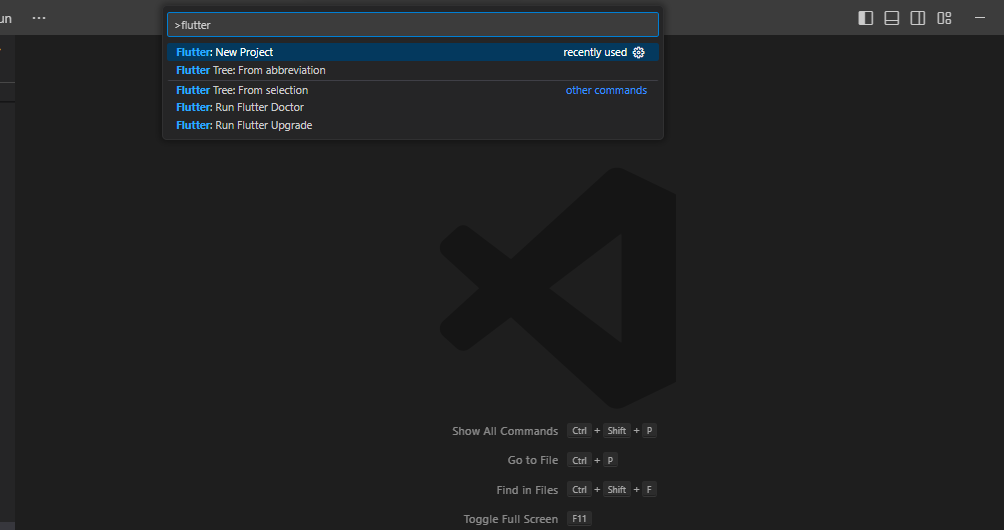 un ...
>flutter
Flutter: New Project recently used
Flutter Tree: From abbreviation
Flutter Tree: From selection other commands
Flutter: Run Flutter Doctor
Flutter: Run Flutter Upgrade
Show All Commands Ctrl + Shift + P
Go to File Ctrl + P
Find in Files Ctrl + Shift + F
Toggle Full Screen F11